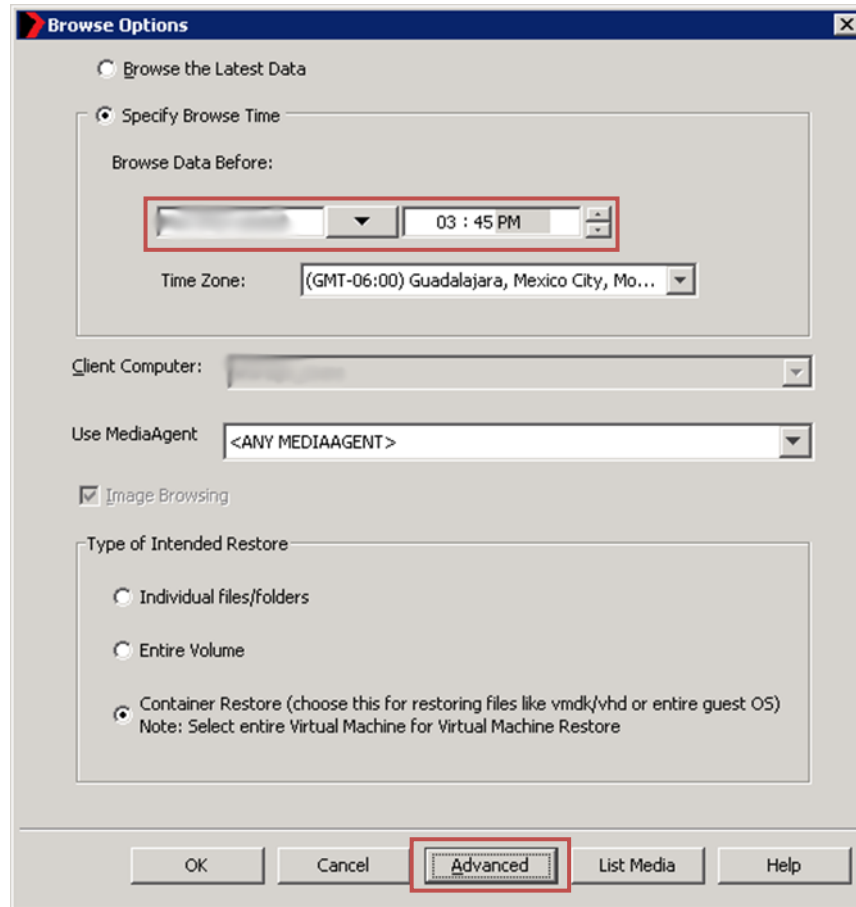 Browse Options
Browse the Latest Data
Specify Browse Time
Browse Data Before:
03 : 45 PM
Time Zone: (GMT-06:00) Guadalajara, Mexico City, Mo...
Client Computer:
Use MediaAgent <ANY MEDIAAGENT>
Image Browsing
Type of Intended Restore
Individual files/folders
Entire Volume
Container Restore (choose this for restoring files like vmdk/vhd or entire guest OS)
Note: Select entire Virtual Machine for Virtual Machine Restore
OK Cancel Advanced List Media Help